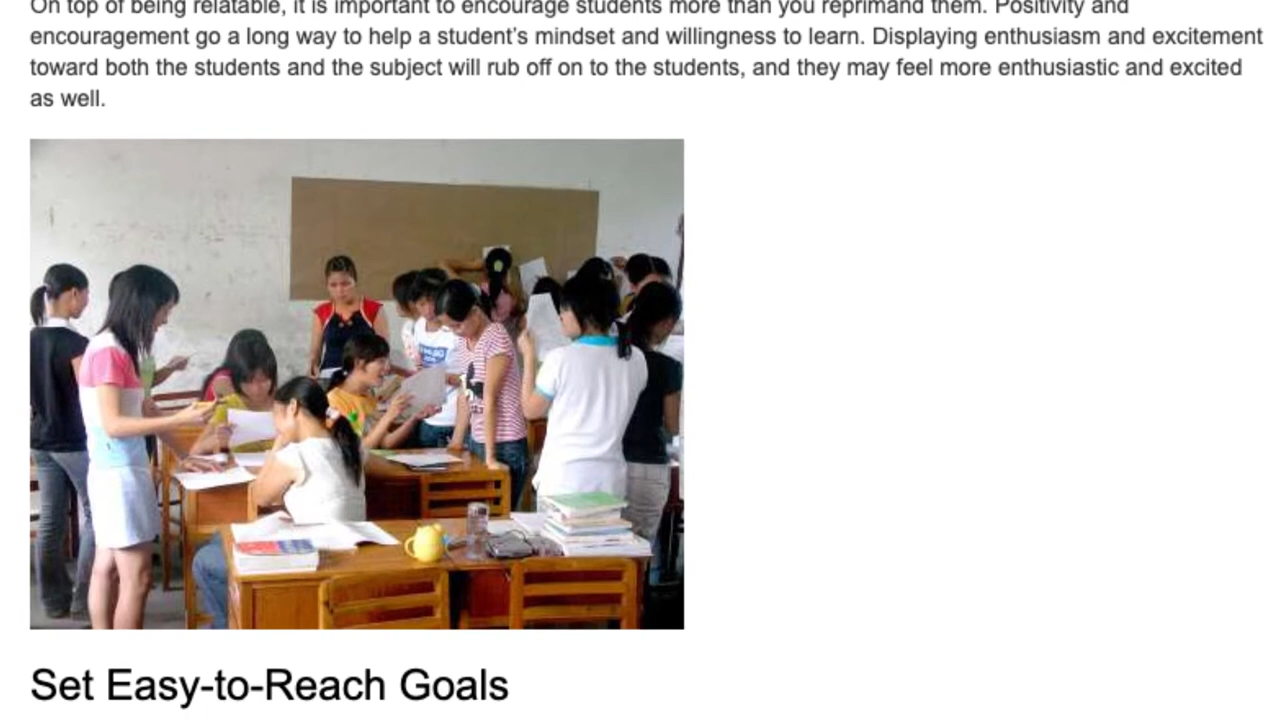 On top of being relatable, it is important to encourage students more than you reprimand them. Positivity and
encouragement go a long way to help a student's mindset and willingness to learn. Displaying enthusiasm and excitement
toward both the students and the subject will rub off on to the students, and they may feel more enthusiastic and excited
as well.
Set Easy-to-Reach Goals